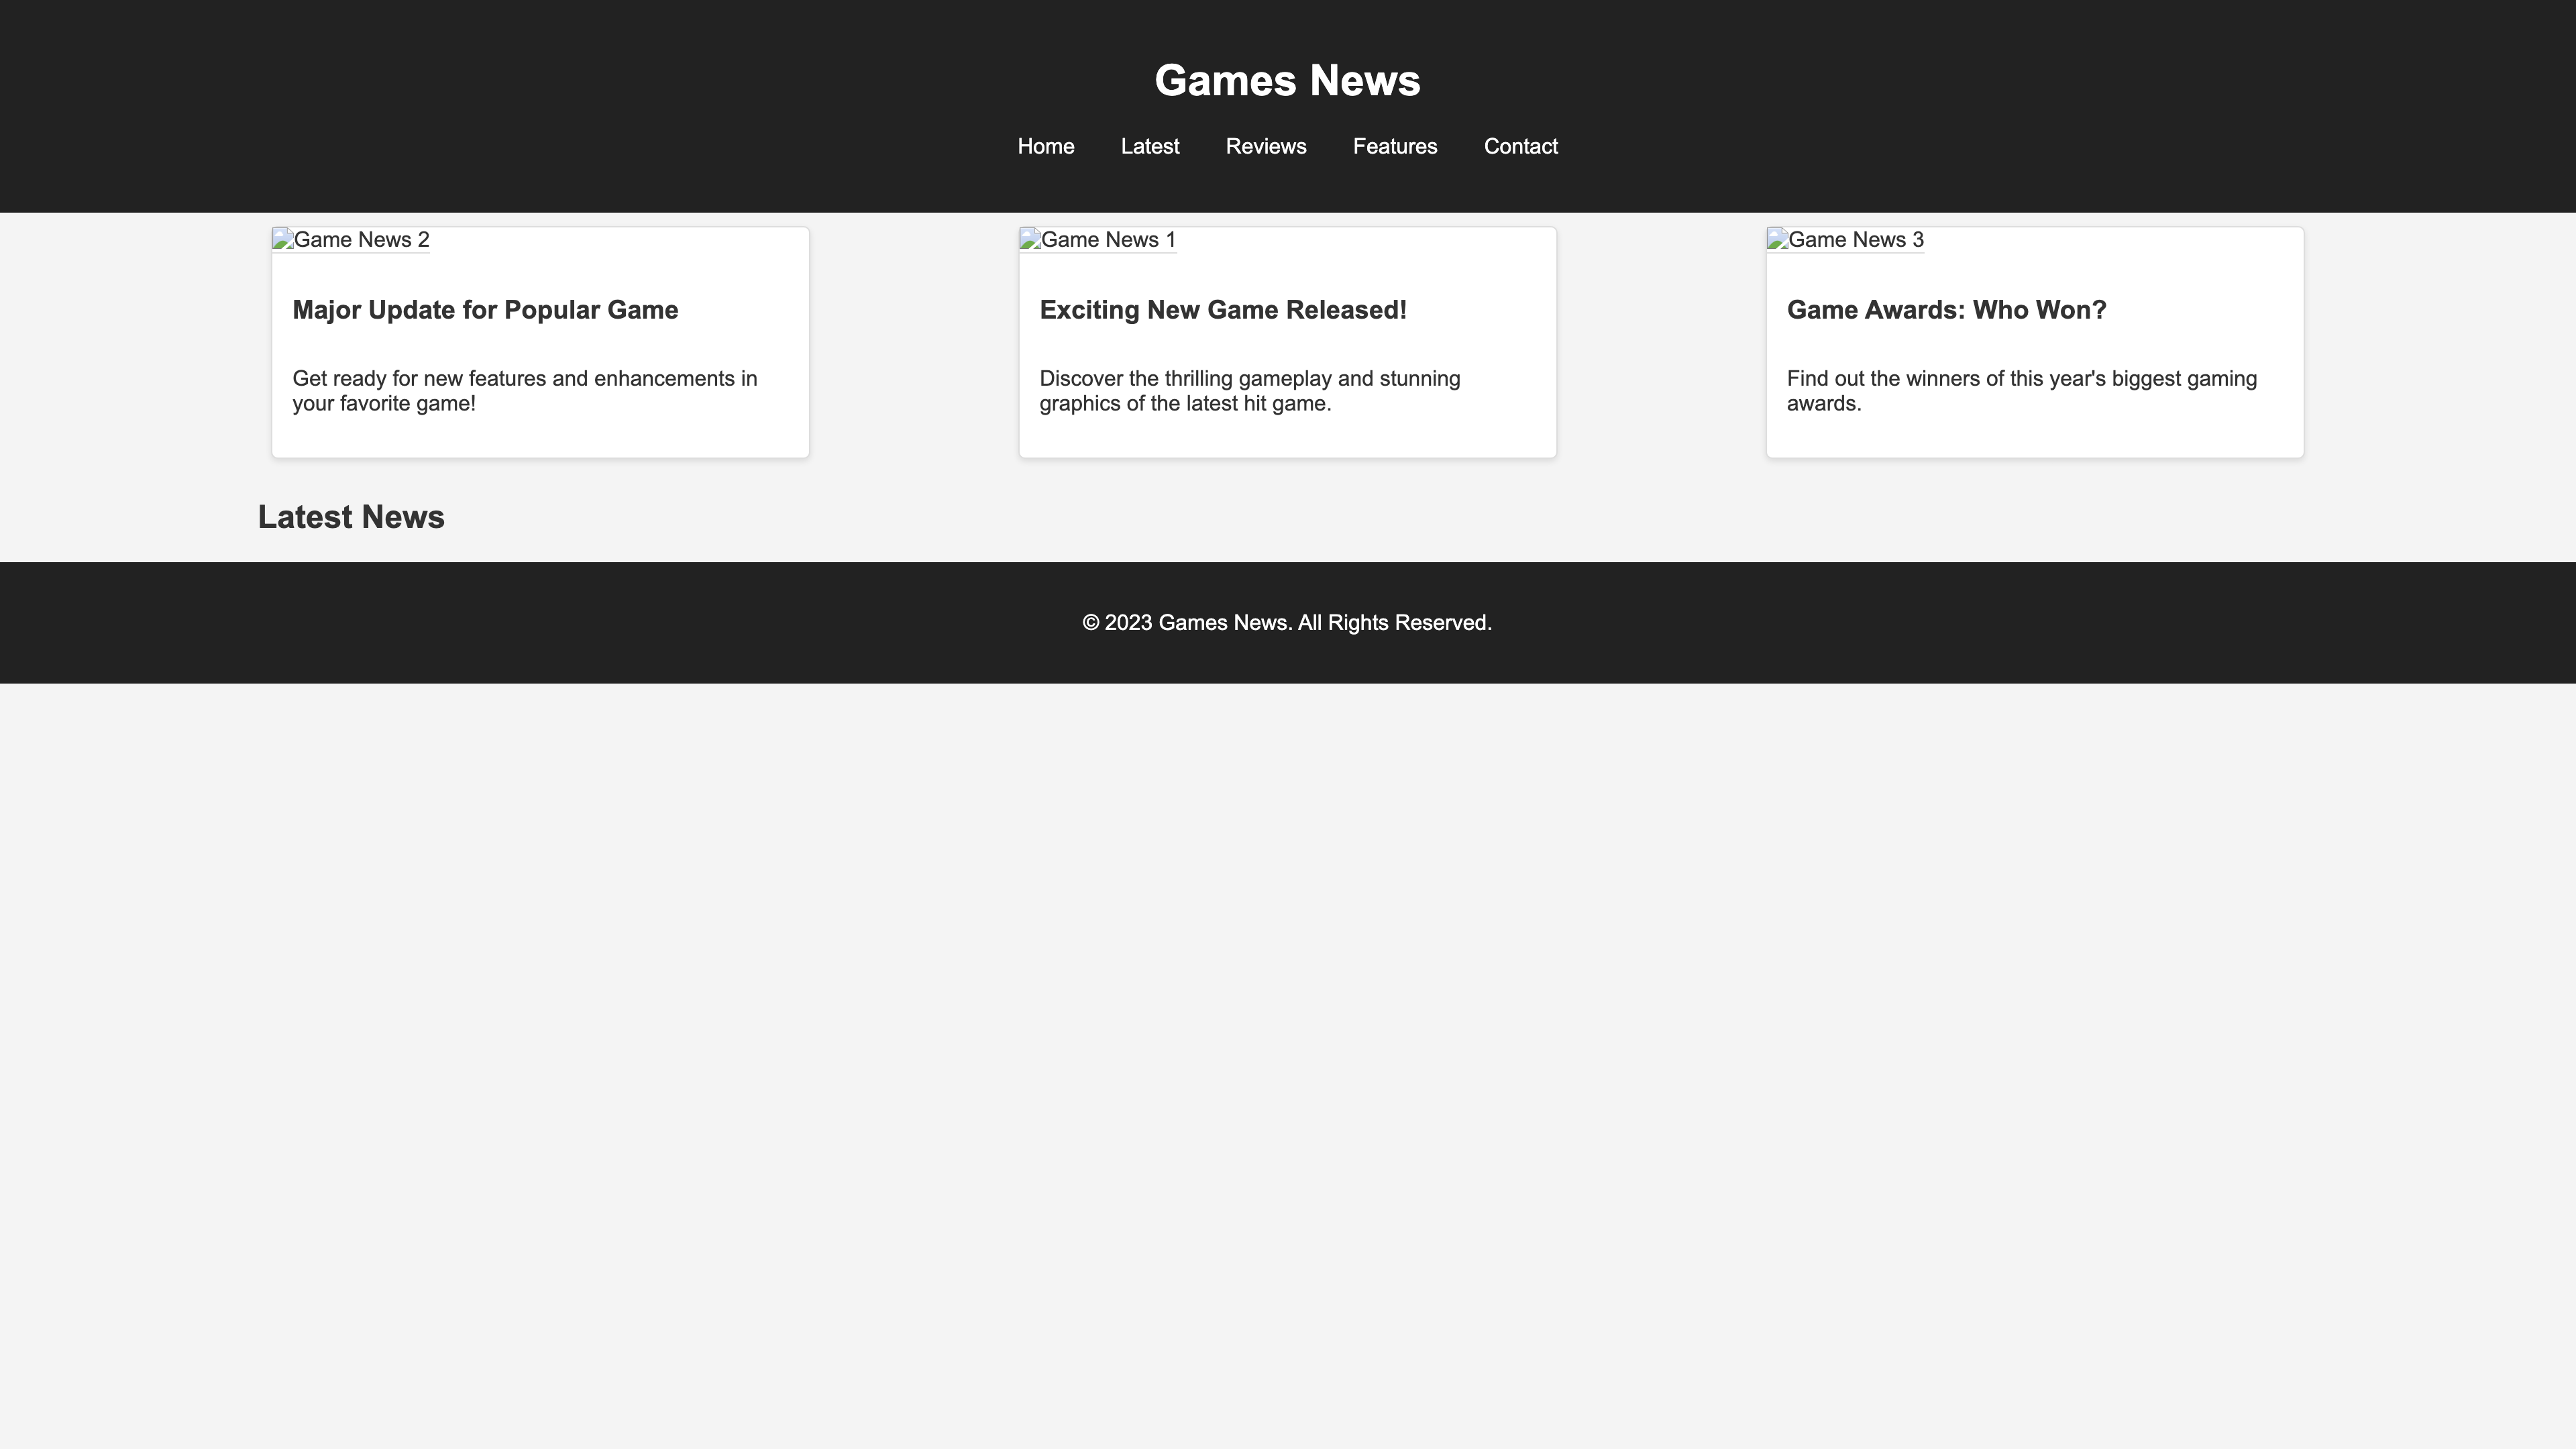 Games News
Home Latest Reviews Features Contact
Game News 2
Major Update for Popular Game
Get ready for new features and enhancements in
your favorite game!
Game News 1
Exciting New Game Released!
Discover the thrilling gameplay and stunning
graphics of the latest hit game.
Game News 3
Game Awards: Who Won?
Find out the winners of this year's biggest gaming
awards.
Latest News
© 2023 Games News. All Rights Reserved.